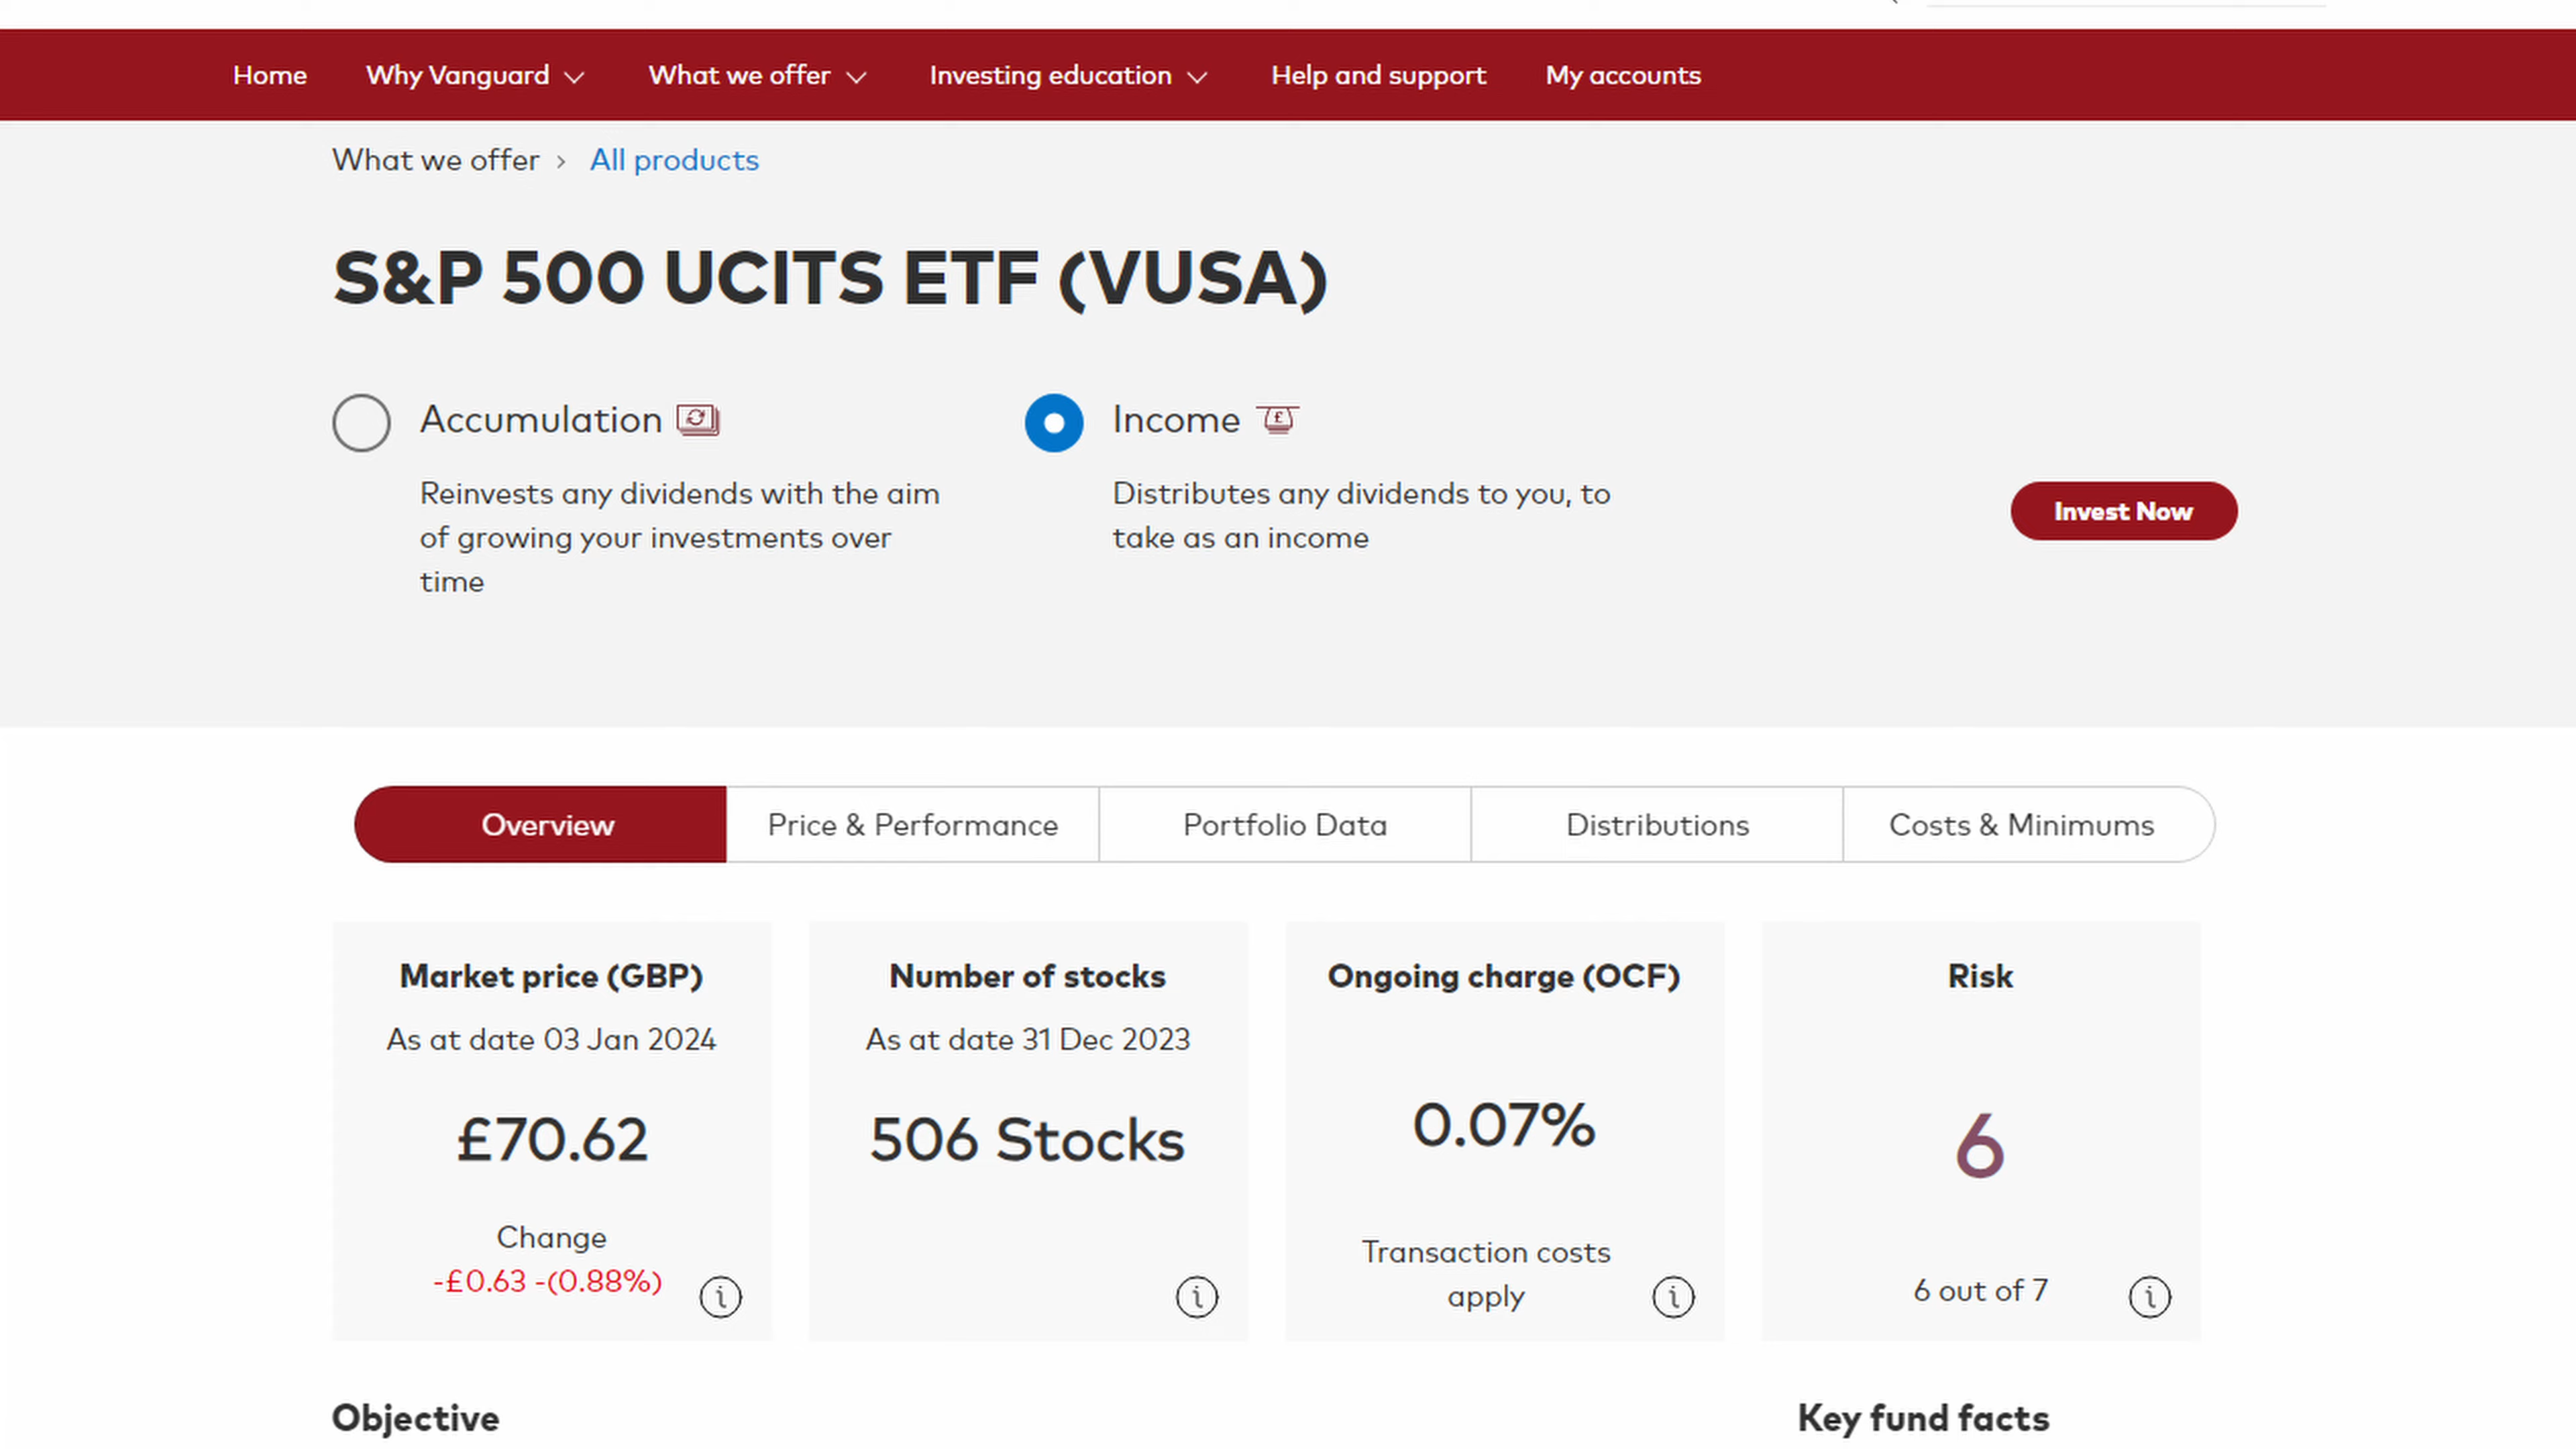 Home Why Vanguard What we offer Investing education Help and support My accounts
What we offer › All products
S&P 500 UCITS ETF (VUSA)
Accumulation
Reinvests any dividends with the aim
of growing your investments over
time
Income
Distributes any dividends to you, to
take as an income
Invest Now
Overview Price & Performance Portfolio Data Distributions Costs & Minimums
Market price (GBP)
As at date 03 Jan 2024
£70.62
Change
-£0.63 -(0.88%)
Number of stocks
As at date 31 Dec 2023
506 Stocks
Ongoing charge (OCF)
0.07%
Transaction costs
apply
Risk
6
6 out of 7
Objective
Key fund facts